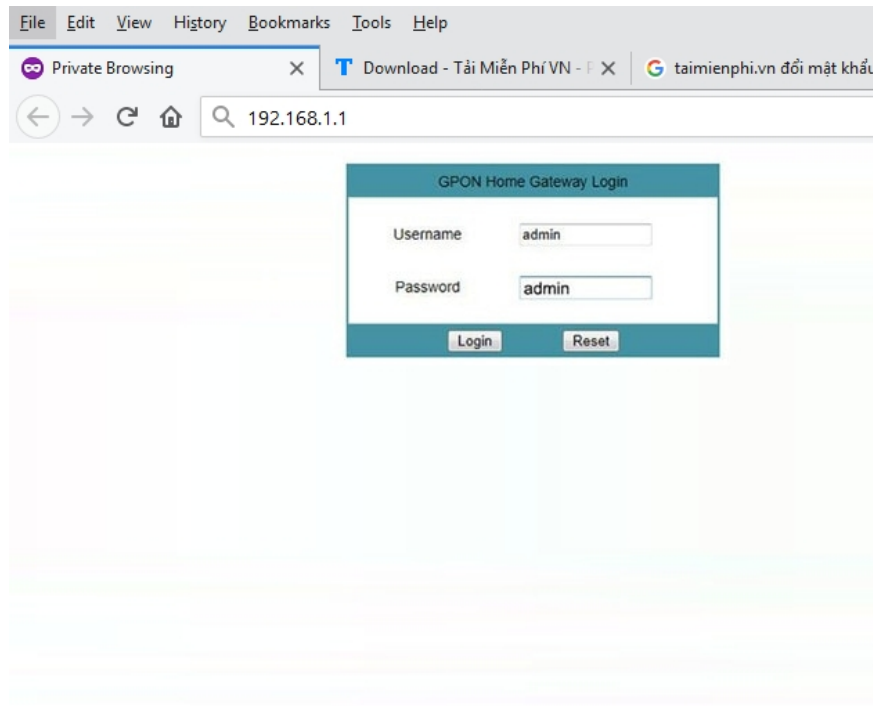 File Edit View History Bookmarks Tools Help
Private Browsing Download - Tải Miễn Phí VN - taimienphi.vn đổi mật khẩu
192.168.1.1
GPON Home Gateway Login
Username admin
Password admin
Login Reset